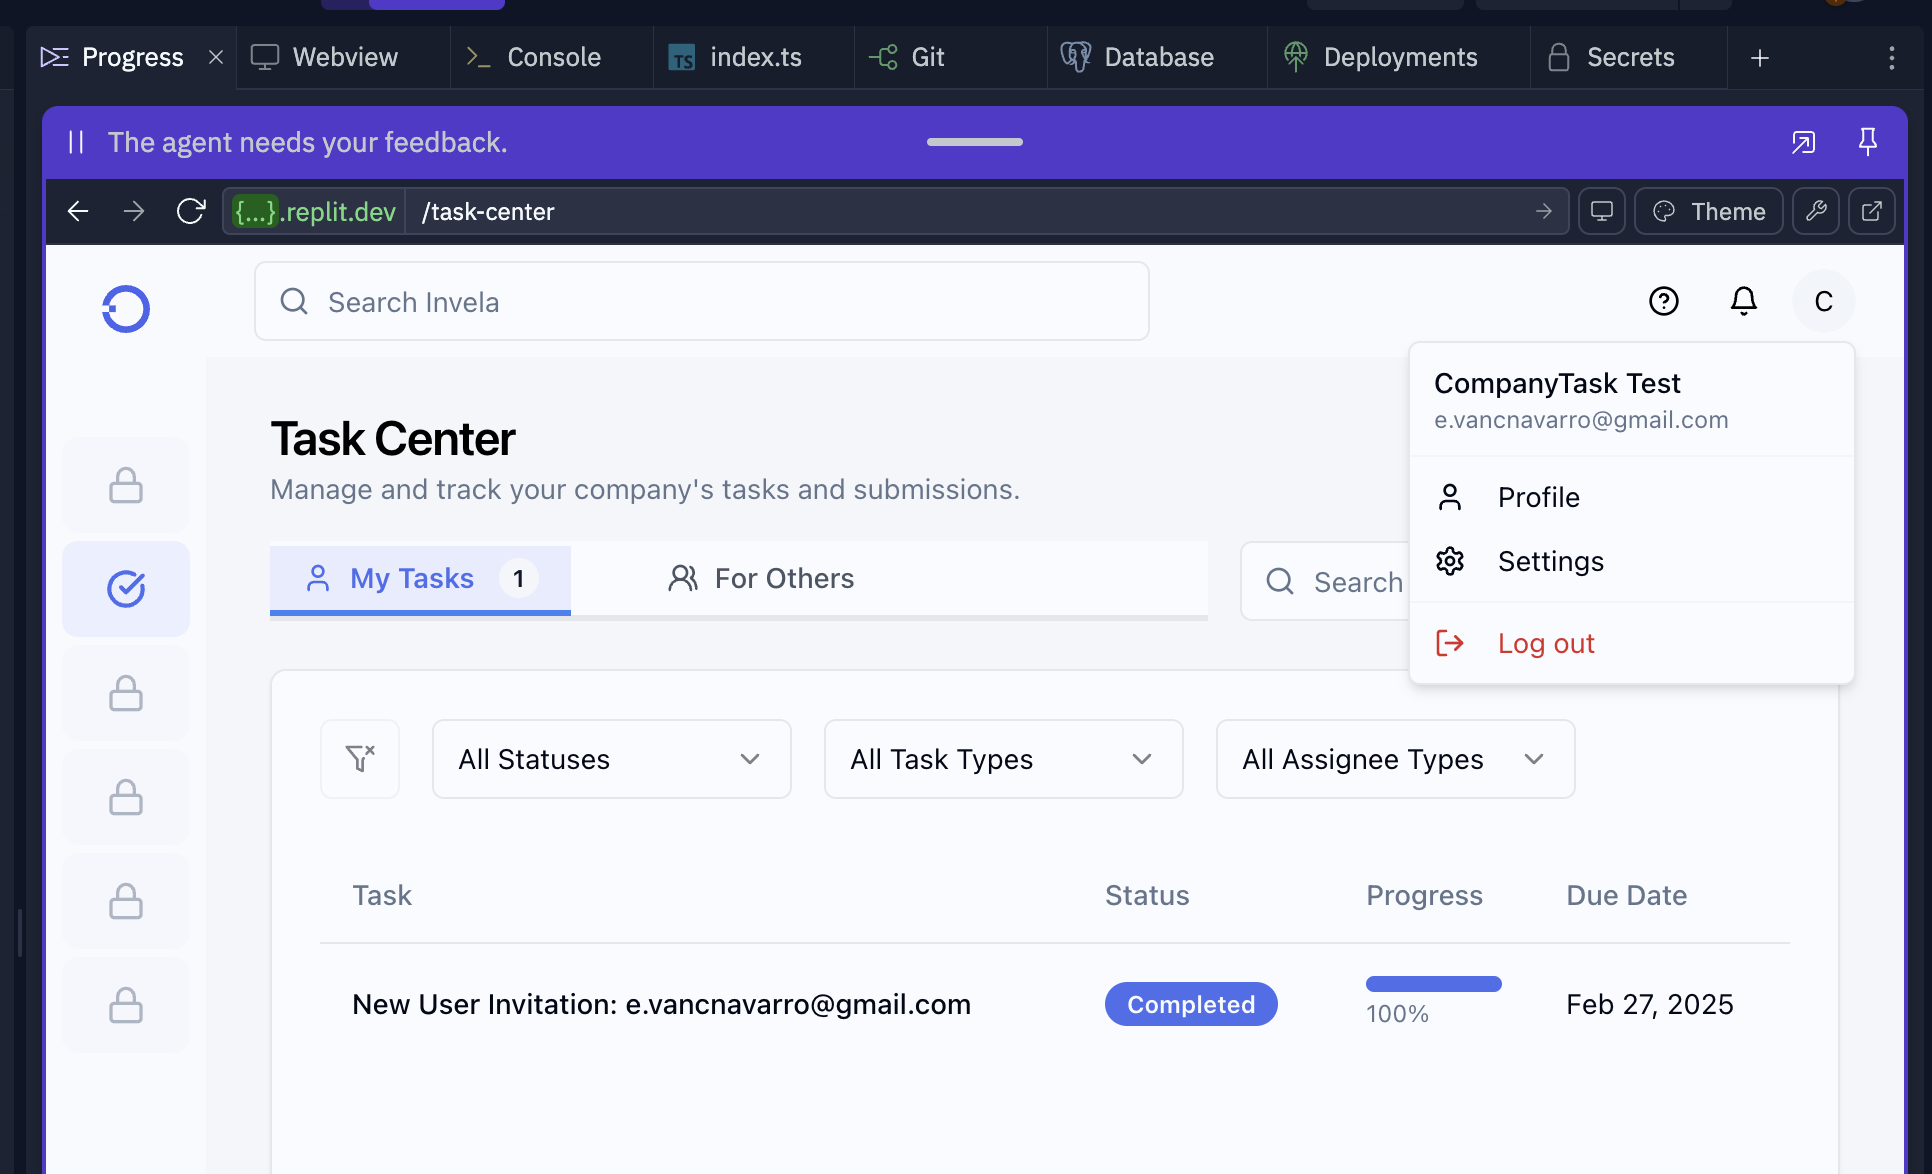 Progress
Webview
Console
TS index.ts
Git
Database
Deployments
Secrets
The agent needs your feedback.
{...}.replit.dev /task-center
Theme
Search Invela
C
CompanyTask Test
e.vancnavarro@gmail.com
Profile
Settings
Log out
Task Center
Manage and track your company's tasks and submissions.
My Tasks 1
For Others
Search
All Statuses
All Task Types
All Assignee Types
Task Status Progress Due Date
New User Invitation: e.vancnavarro@gmail.com Completed 100% Feb 27, 2025